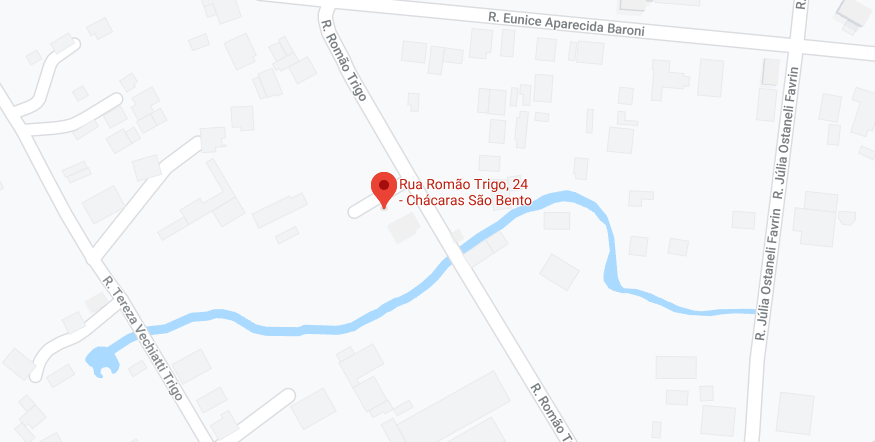 R. Eunice Aparecida Baroni
R. Romão Trigo
R. Júlia Ostaneli Favrin
Rua Romão Trigo, 24
- Chácaras São Bento
R. Júlia Ostaneli Favrin
R. Tereza Vechiatti Trigo
R. Romão T
R.